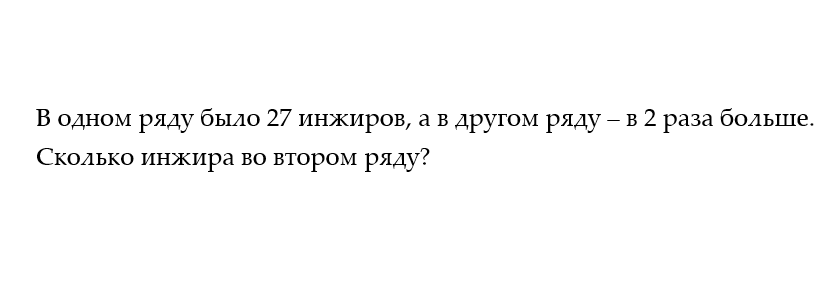 В одном ряду было 27 инжиров, а в другом ряду – в 2 раза больше.
Сколько инжира во втором ряду?